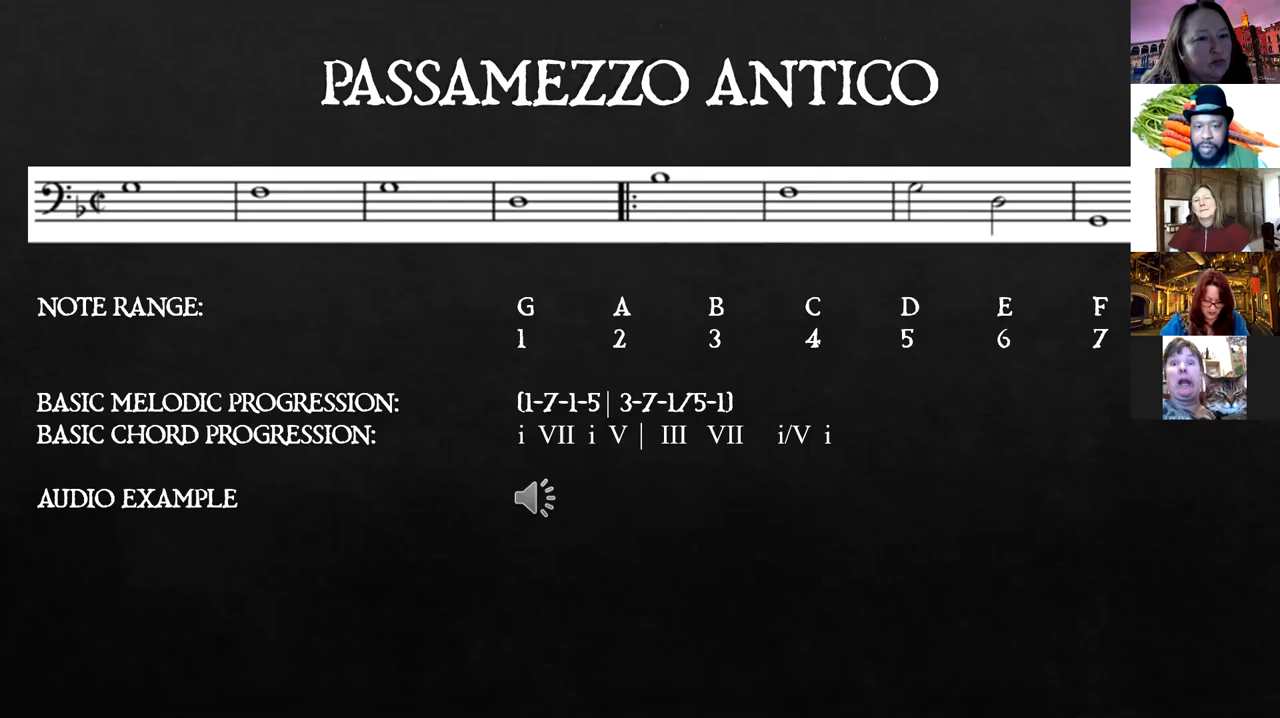 PASSAMEZZO ANTICO
NOTE RANGE: G A B C D E F
1 2 3 4 5 6 7
BASIC MELODIC PROGRESSION: (1-7-1-5| 3-7-1/5-1)
BASIC CHORD PROGRESSION: i VII i V | III VII i/V i
AUDIO EXAMPLE